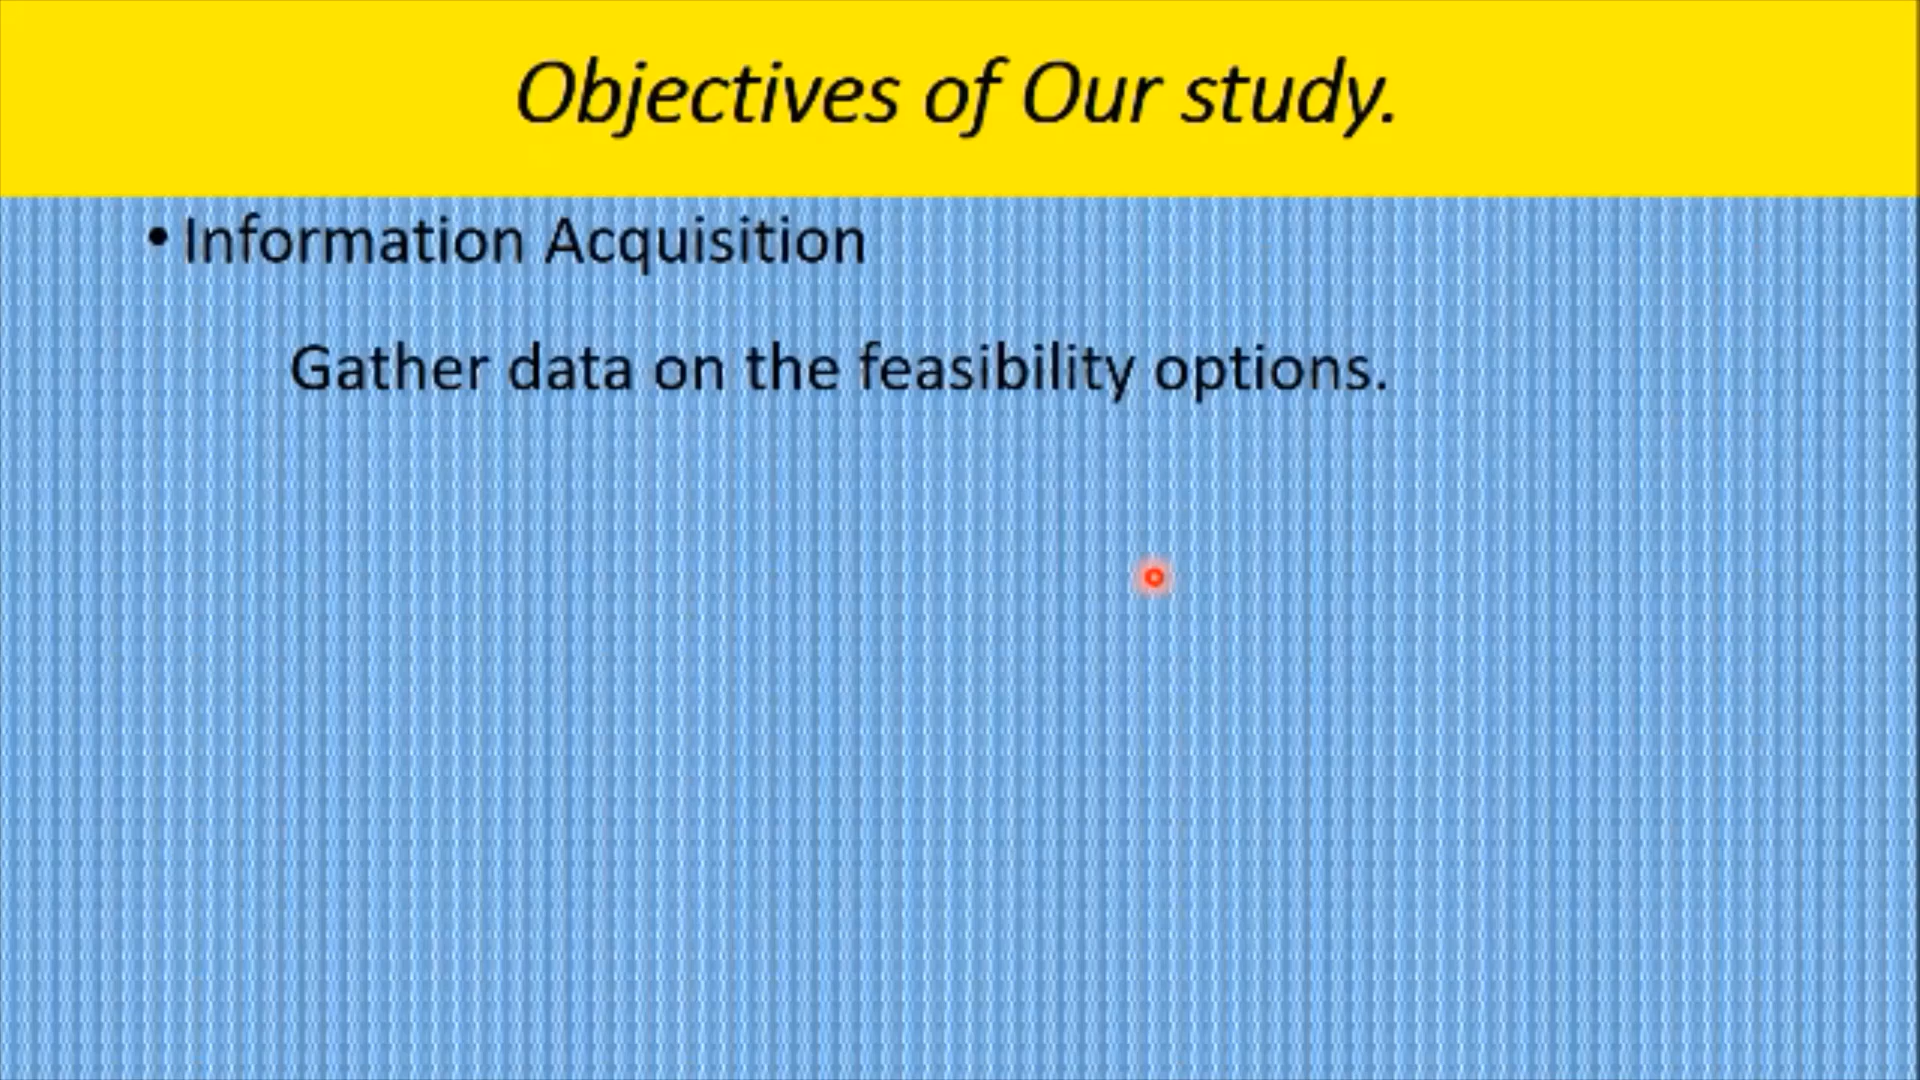 Objectives of Our study.
• Information Acquisition
Gather data on the feasibility options.